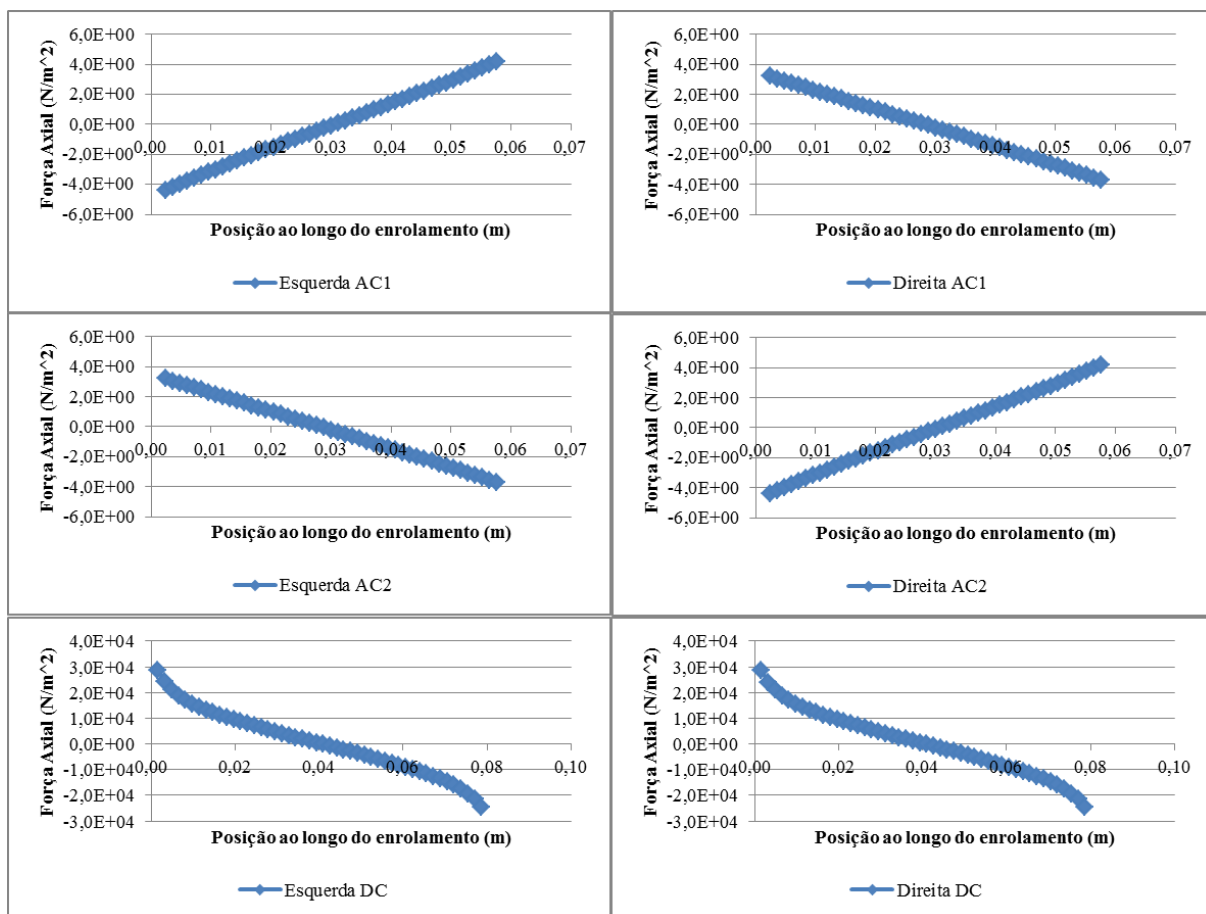 Força Axial (N/m^2)
6,0E+00
4,0E+00
2,0E+00
0,0E+00
-2,0E+00
-4,0E+00
-6,0E+00
0,00 0,01 0,02 0,03 0,04 0,05 0,06 0,07
Posição ao longo do enrolamento (m)
Esquerda AC1
Força Axial (N/m^2)
6,0E+00
4,0E+00
2,0E+00
0,0E+00
-2,0E+00
-4,0E+00
-6,0E+00
0,00 0,01 0,02 0,03 0,04 0,05 0,06 0,07
Posição ao longo do enrolamento (m)
Direita AC1
Força Axial (N/m^2)
6,0E+00
4,0E+00
2,0E+00
0,0E+00
-2,0E+00
-4,0E+00
-6,0E+00
0,00 0,01 0,02 0,03 0,04 0,05 0,06 0,07
Posição ao longo do enrolamento (m)
Esquerda AC2
Força Axial (N/m^2)
6,0E+00
4,0E+00
2,0E+00
0,0E+00
-2,0E+00
-4,0E+00
-6,0E+00
0,00 0,01 0,02 0,03 0,04 0,05 0,06 0,07
Posição ao longo do enrolamento (m)
Direita AC2
Força Axial (N/m^2)
4,0E+04
3,0E+04
2,0E+04
1,0E+04
0,0E+00
-1,0E+04
-2,0E+04
-3,0E+04
0,00 0,02 0,04 0,06 0,08 0,10
Posição ao longo do enrolamento (m)
Esquerda DC
Força Axial (N/m^2)
4,0E+04
3,0E+04
2,0E+04
1,0E+04
0,0E+00
-1,0E+04
-2,0E+04
-3,0E+04
0,00 0,02 0,04 0,06 0,08 0,10
Posição ao longo do enrolamento (m)
Direita DC